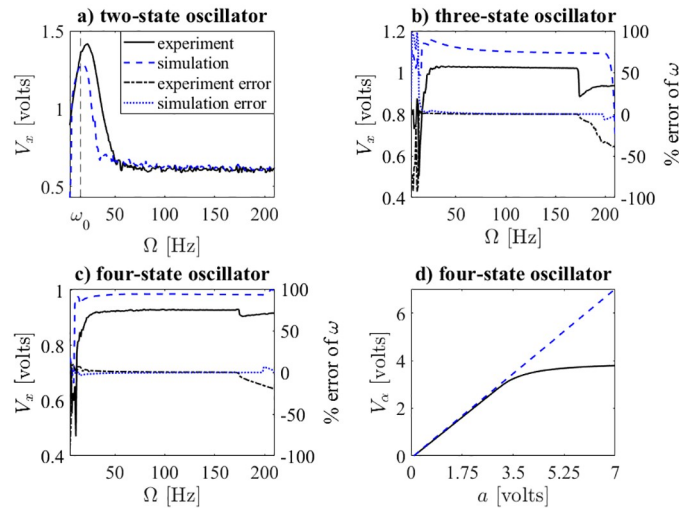 a) two-state oscillator
1.5
1
0.5
V_x [volts]
experiment
simulation
experiment error
simulation error
ω_0
50
100
150
200
Ω [Hz]
b) three-state oscillator
1.2
1
0.8
0.6
0.4
V_x [volts]
100
50
0
-50
-100
% error of ω
50
100
150
200
Ω [Hz]
c) four-state oscillator
1
0.8
0.6
0.4
V_x [volts]
100
50
0
-50
-100
% error of ω
50
100
150
200
Ω [Hz]
d) four-state oscillator
6
4
2
0
V_α [volts]
0
1.75
3.5
5.25
7
a [volts]